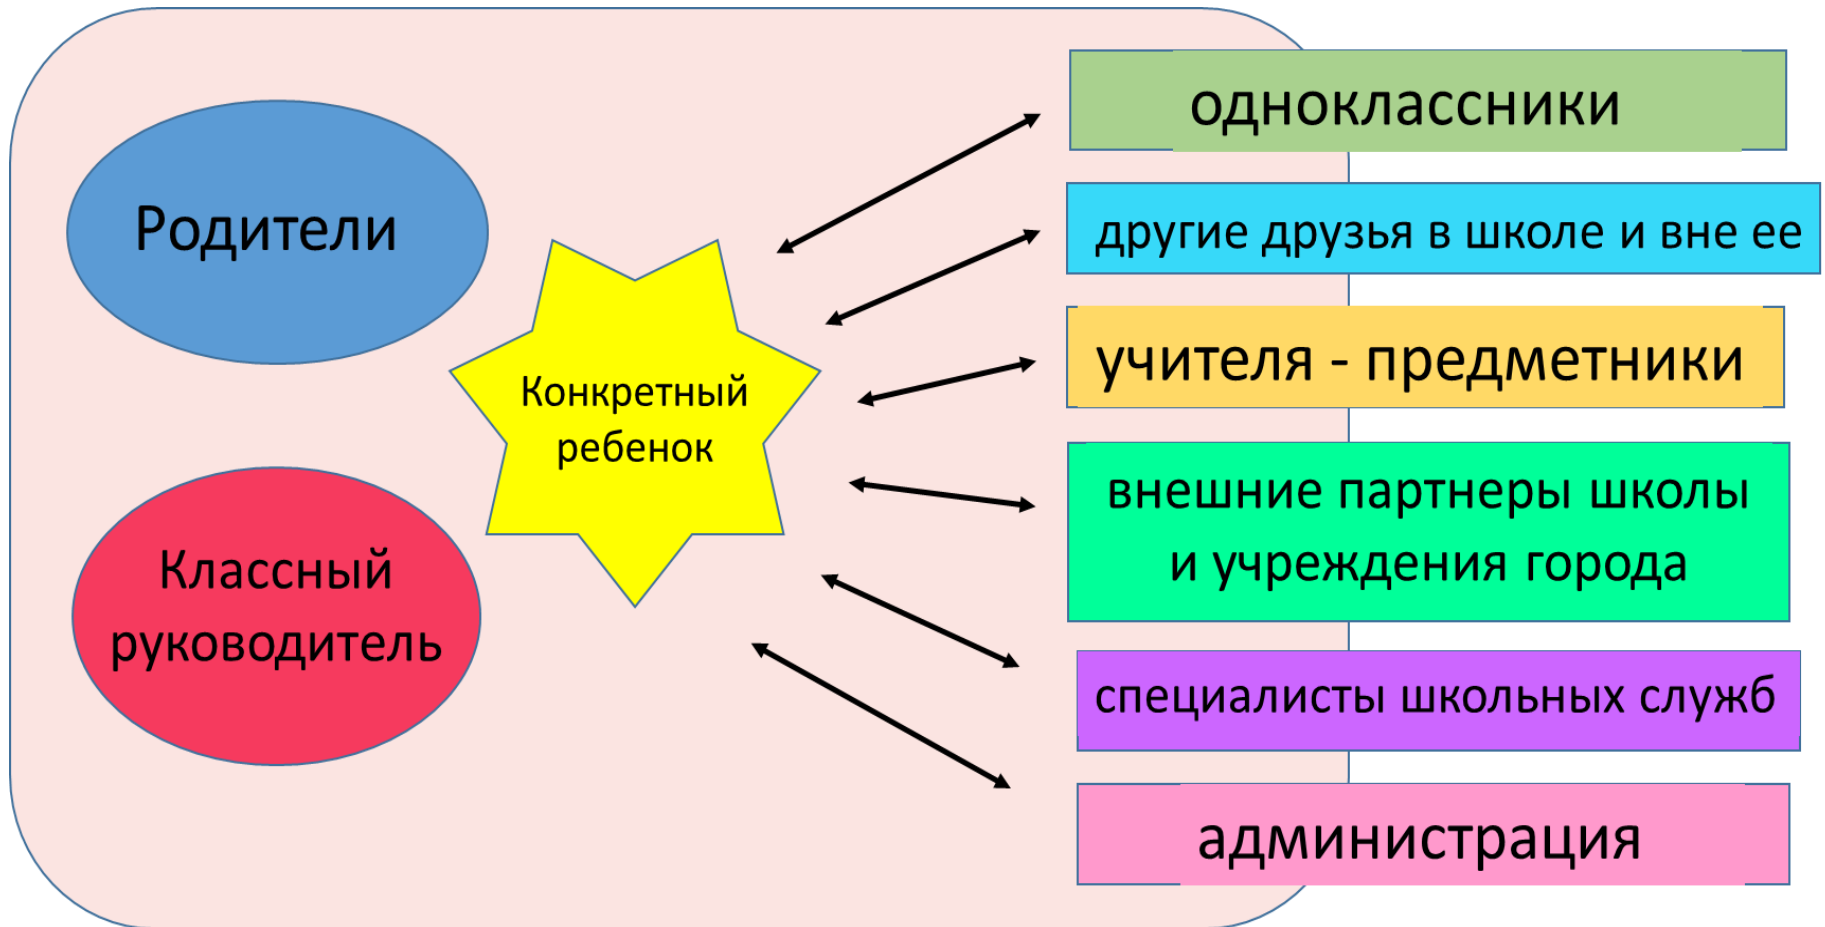 Родители
Классный
руководитель
Конкретный
ребенок
одноклассники
другие друзья в школе и вне ее
учителя - предметники
внешние партнеры школы
и учреждения города
специалисты школьных служб
администрация